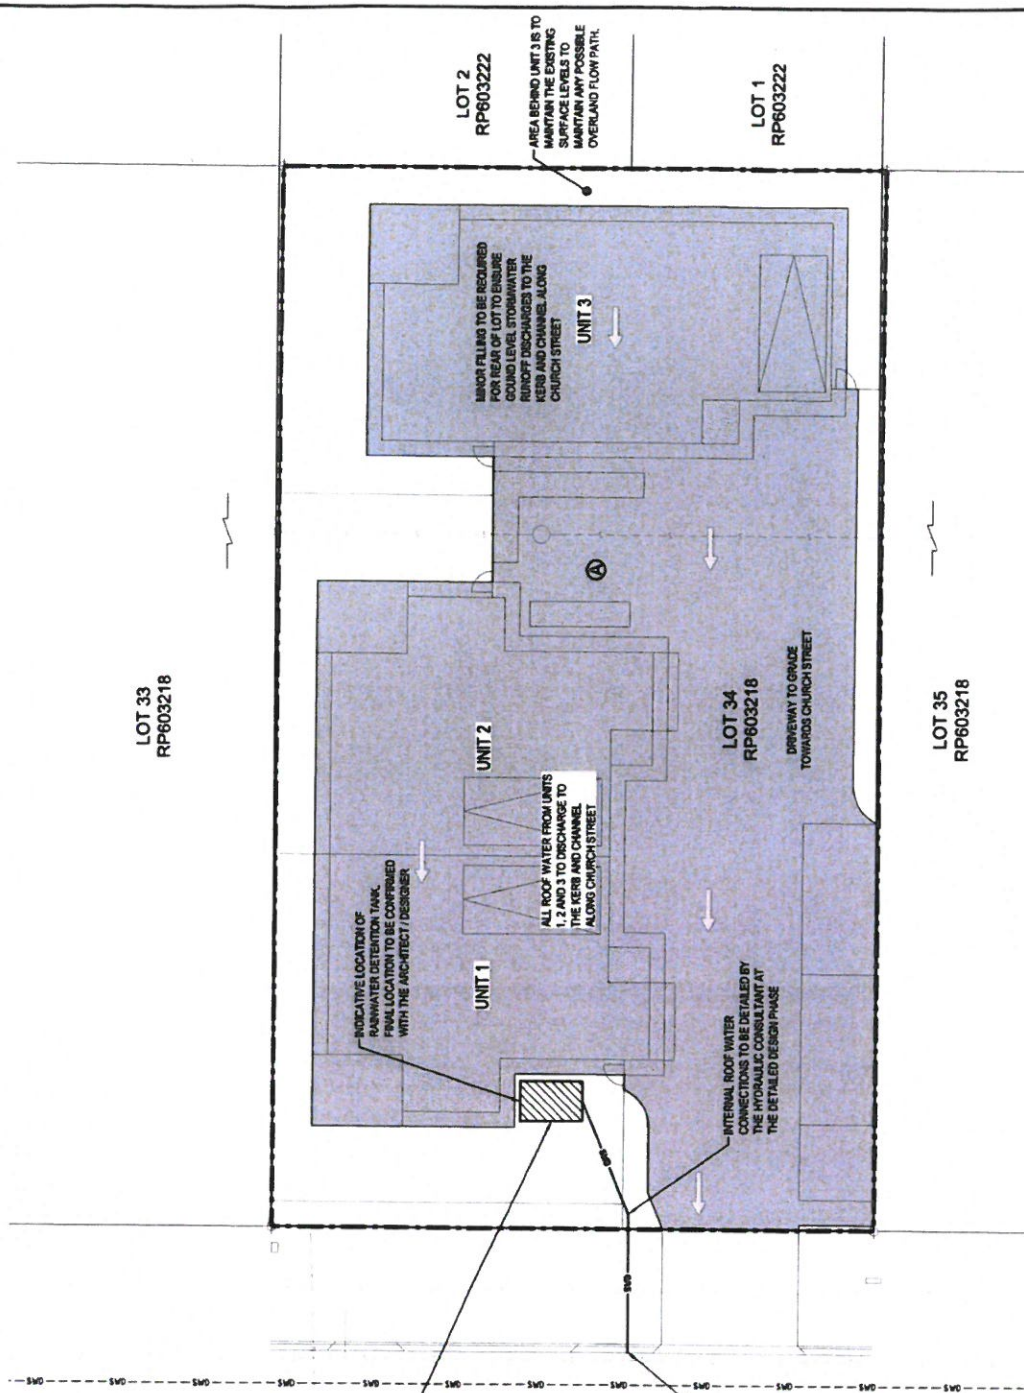 LOT 2
RP603222
AREA BEHIND UNIT 3 IS TO
MAINTAIN THE EXISTING
SURFACE LEVELS TO
MAINTAIN ANY POSSIBLE
OVERLAND FLOW PATH.
LOT 1
RP603222
MINOR FILLING TO BE REQUIRED
FOR REAR OF LOT TO ENSURE
GOUND LEVEL STORMWATER
RUNOFF DISCHARGES TO THE
KERB AND CHANNEL ALONG
CHURCH STREET
UNIT 3
A
LOT 33
RP603218
UNIT 2
ALL ROOF WATER FROM UNITS
1, 2 AND 3 TO DISCHARGE TO
THE KERB AND CHANNEL
ALONG CHURCH STREET
LOT 34
RP603218
DRIVEWAY TO GRADE
TOWARDS CHURCH STREET
LOT 35
RP603218
INDICATIVE LOCATION OF
RAINWATER DETENTION TANK.
FINAL LOCATION TO BE CONFIRMED
WITH THE ARCHITECT / DESIGNER
UNIT 1
INTERNAL ROOF WATER
CONNECTIONS TO BE DETAILED BY
THE HYDRAULIC CONSULTANT AT
THE DETAILED DESIGN PHASE
SWD
SWD
SWD
SWD
SWD
SWD
SWD
SWD
SWD
SWD
SWD
SWD
SWD